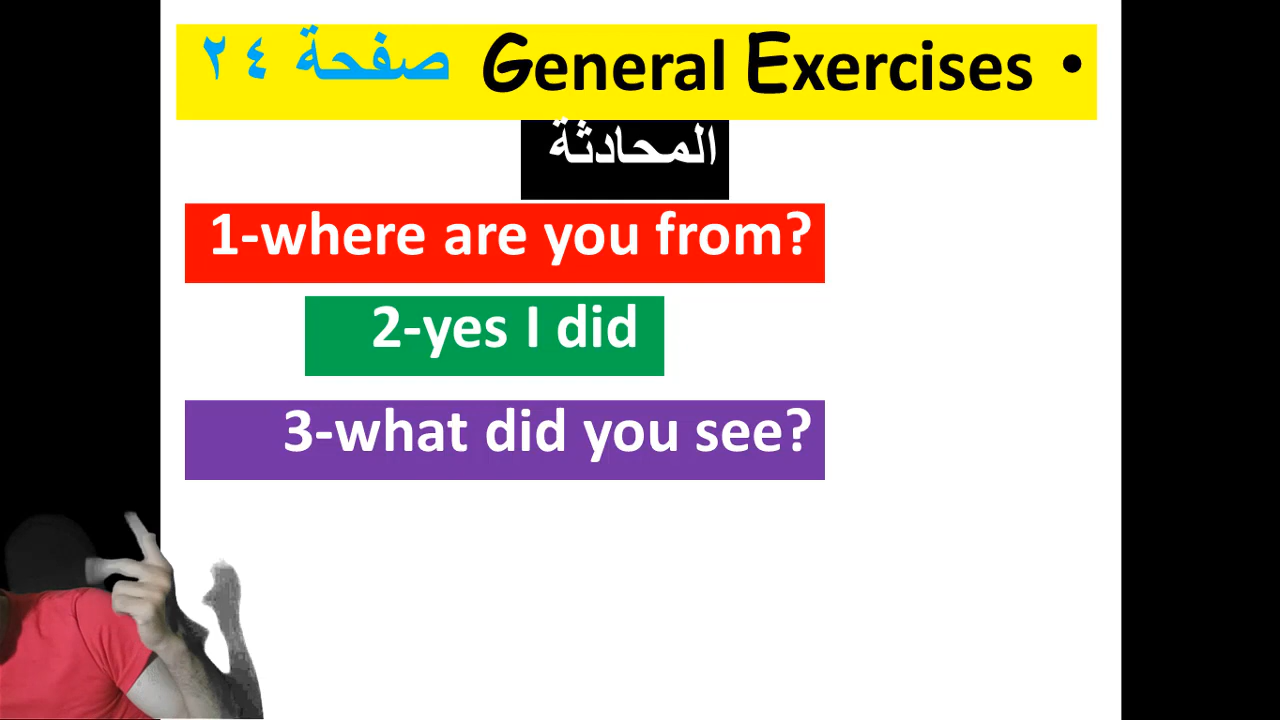 • General Exercises صفحة ٢٤
المحادثة
1-where are you from?
2-yes I did
3-what did you see?